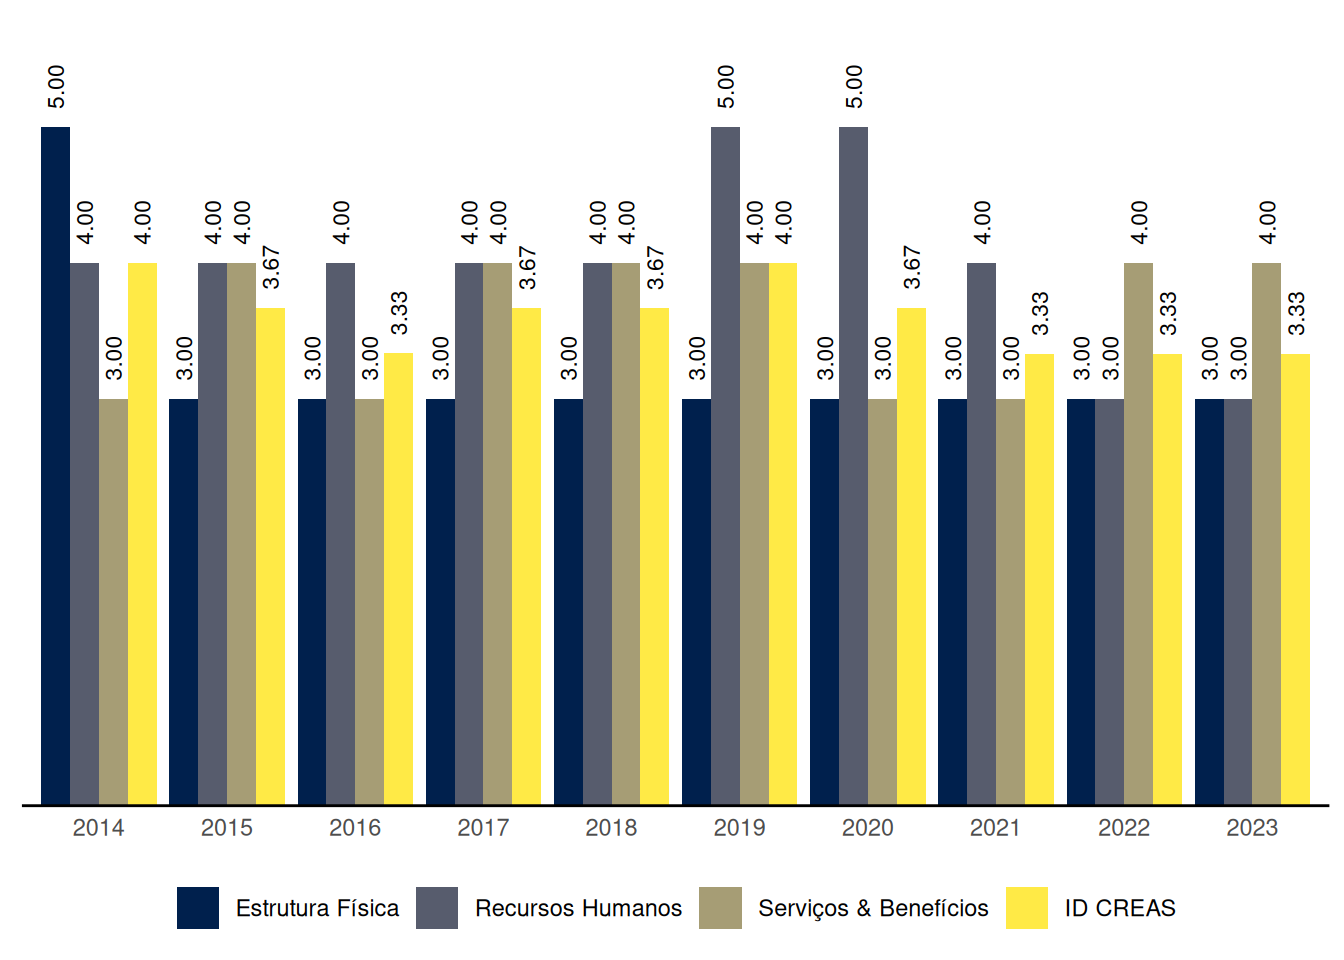 5.00 4.00 3.00 4.00 3.00 4.00 4.00 3.67 3.00 4.00 3.00 3.33 3.00 4.00 4.00 3.67 3.00 4.00 4.00 3.67 3.00 5.00 4.00 4.00 3.00 5.00 3.00 3.67 3.00 4.00 3.00 3.33 3.00 3.00 4.00 3.33 3.00 3.00 4.00 3.33
2014 2015 2016 2017 2018 2019 2020 2021 2022 2023
Estrutura Física Recursos Humanos Serviços & Benefícios ID CREAS